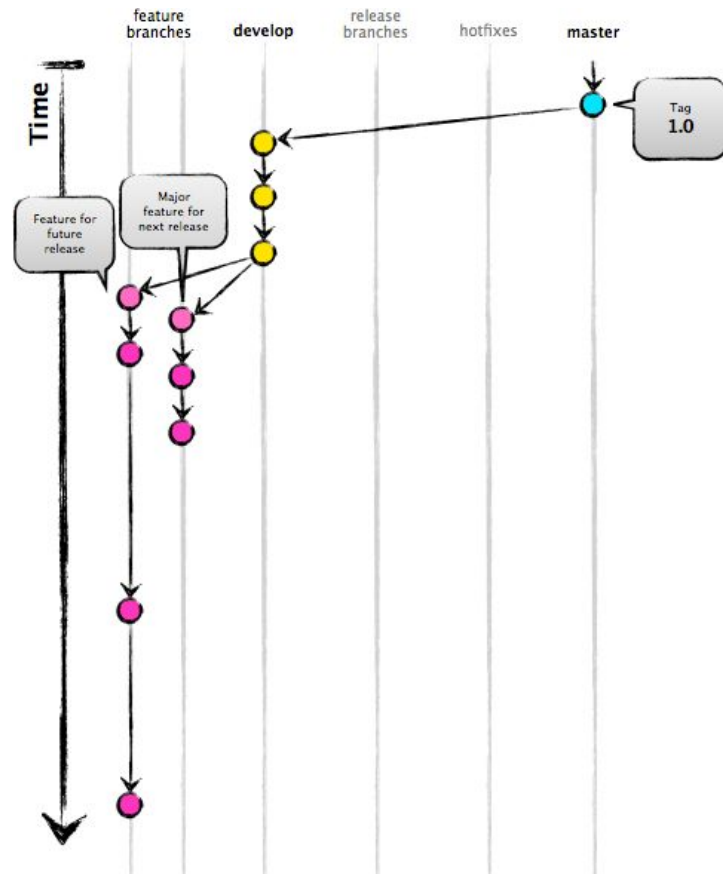 feature
branches
develop
release
branches
hotfixes
master
Time
Tag
1.0
Major
feature for
next release
Feature for
future
release